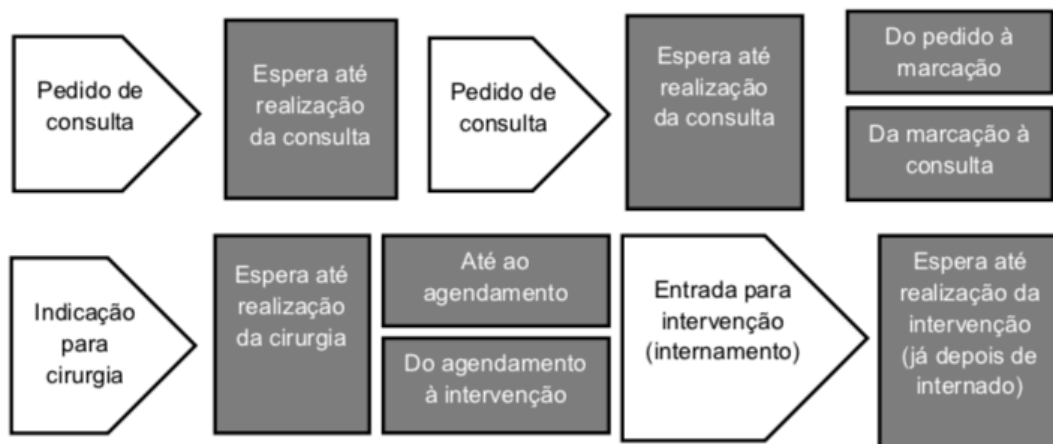 Pedido de
consulta
Espera até
realização
da consulta
Pedido de
consulta
Espera até
realização
da consulta
Do pedido à
marcação
Da marcação à
consulta
Indicação
para
cirurgia
Espera até
realização
da cirurgia
Até ao
agendamento
Do agendamento
à intervenção
Entrada para
intervenção
(internamento)
Espera até
realização da
intervenção
(já depois de
internado)